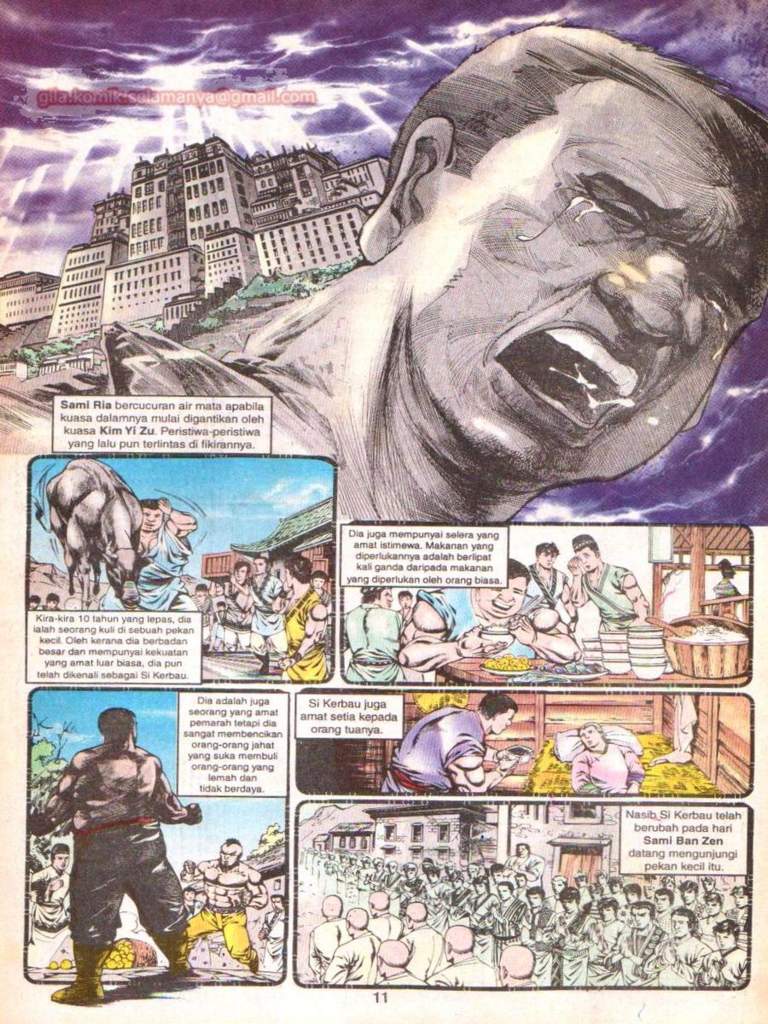 gila.komik1sulamanya@gmail.com
Sami Ria bercucuran air mata apabila
kuasa dalamnya mulai digantikan oleh
kuasa Kim Yi Zu. Peristiwa-peristiwa
yang lalu pun terlintas di fikirannya.
Kira-kira 10 tahun yang lepas, dia
ialah seorang kuli di sebuah pekan
kecil. Oleh kerana dia berbadan
besar dan mempunyai kekuatan
yang amat luar biasa, dia pun
telah dikenali sebagai Si Kerbau.
Dia juga mempunyai selera yang
amat istimewa. Makanan yang
diperlukannya adalah berlipat
kali ganda daripada makanan
yang diperlukan oleh orang biasa.
Dia adalah juga
seorang yang amat
pemarah tetapi dia
sangat membencikan
orang-orang jahat
yang suka membuli
orang-orang yang
lemah dan
tidak berdaya.
Si Kerbau juga
amat setia kepada
orang tuanya.
Nasib Si Kerbau telah
berubah pada hari
Sami Ban Zen
datang mengunjungi
pekan kecil itu.
11